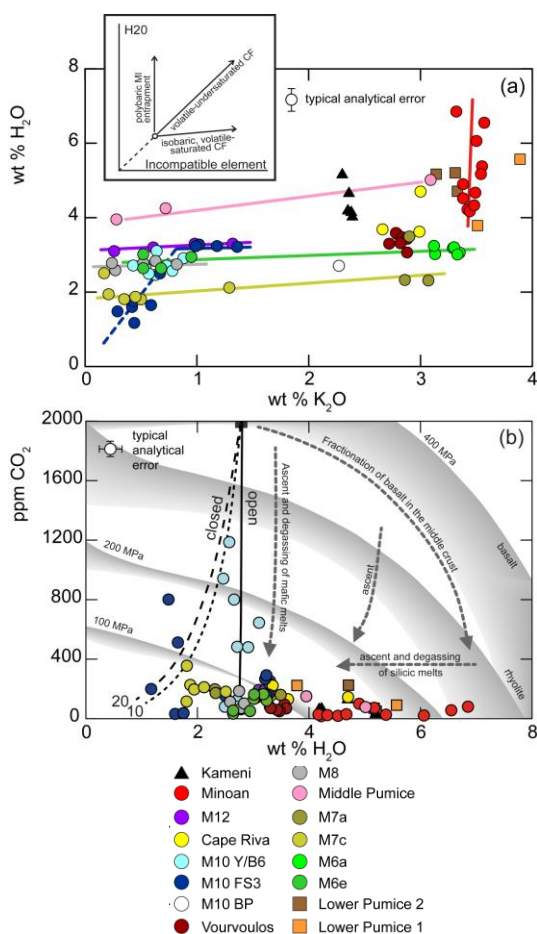 H20
polybaric MI
entrapment
volatile-undersaturated CF
isobaric, volatile-
saturated CF
Incompatible element
(a)
typical analytical error
wt % H2O
8
6
4
2
0
0
1
2
3
4
wt % K2O
(b)
ppm CO2
2000
1600
1200
800
400
0
typical
analytical
error
closed
open
Ascent and degassing
of mafic melts
Fractionation of basalt in the middle crust
400 MPa
200 MPa
100 MPa
ascent
ascent and degassing
of silicic melts
basalt
rhyolite
20
10
0
2
4
6
8
wt % H2O
Kameni
Minoan
M12
Cape Riva
M10 Y/B6
M10 FS3
M10 BP
Vourvoulos
M8
Middle Pumice
M7a
M7c
M6a
M6e
Lower Pumice 2
Lower Pumice 1